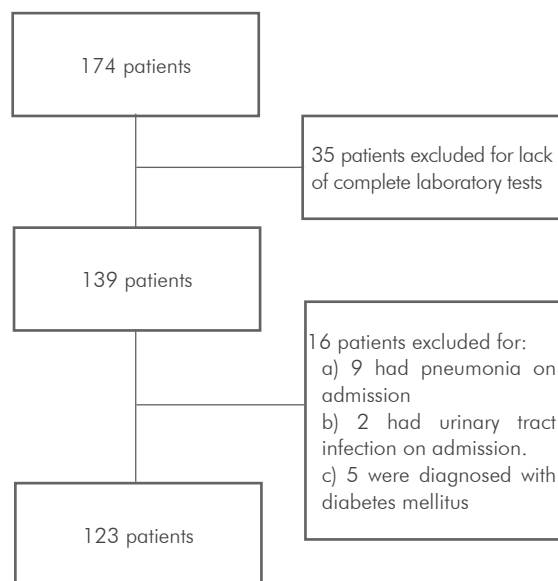 174 patients
35 patients excluded for lack
of complete laboratory tests
139 patients
16 patients excluded for:
a) 9 had pneumonia on
admission
b) 2 had urinary tract
infection on admission.
c) 5 were diagnosed with
diabetes mellitus
123 patients